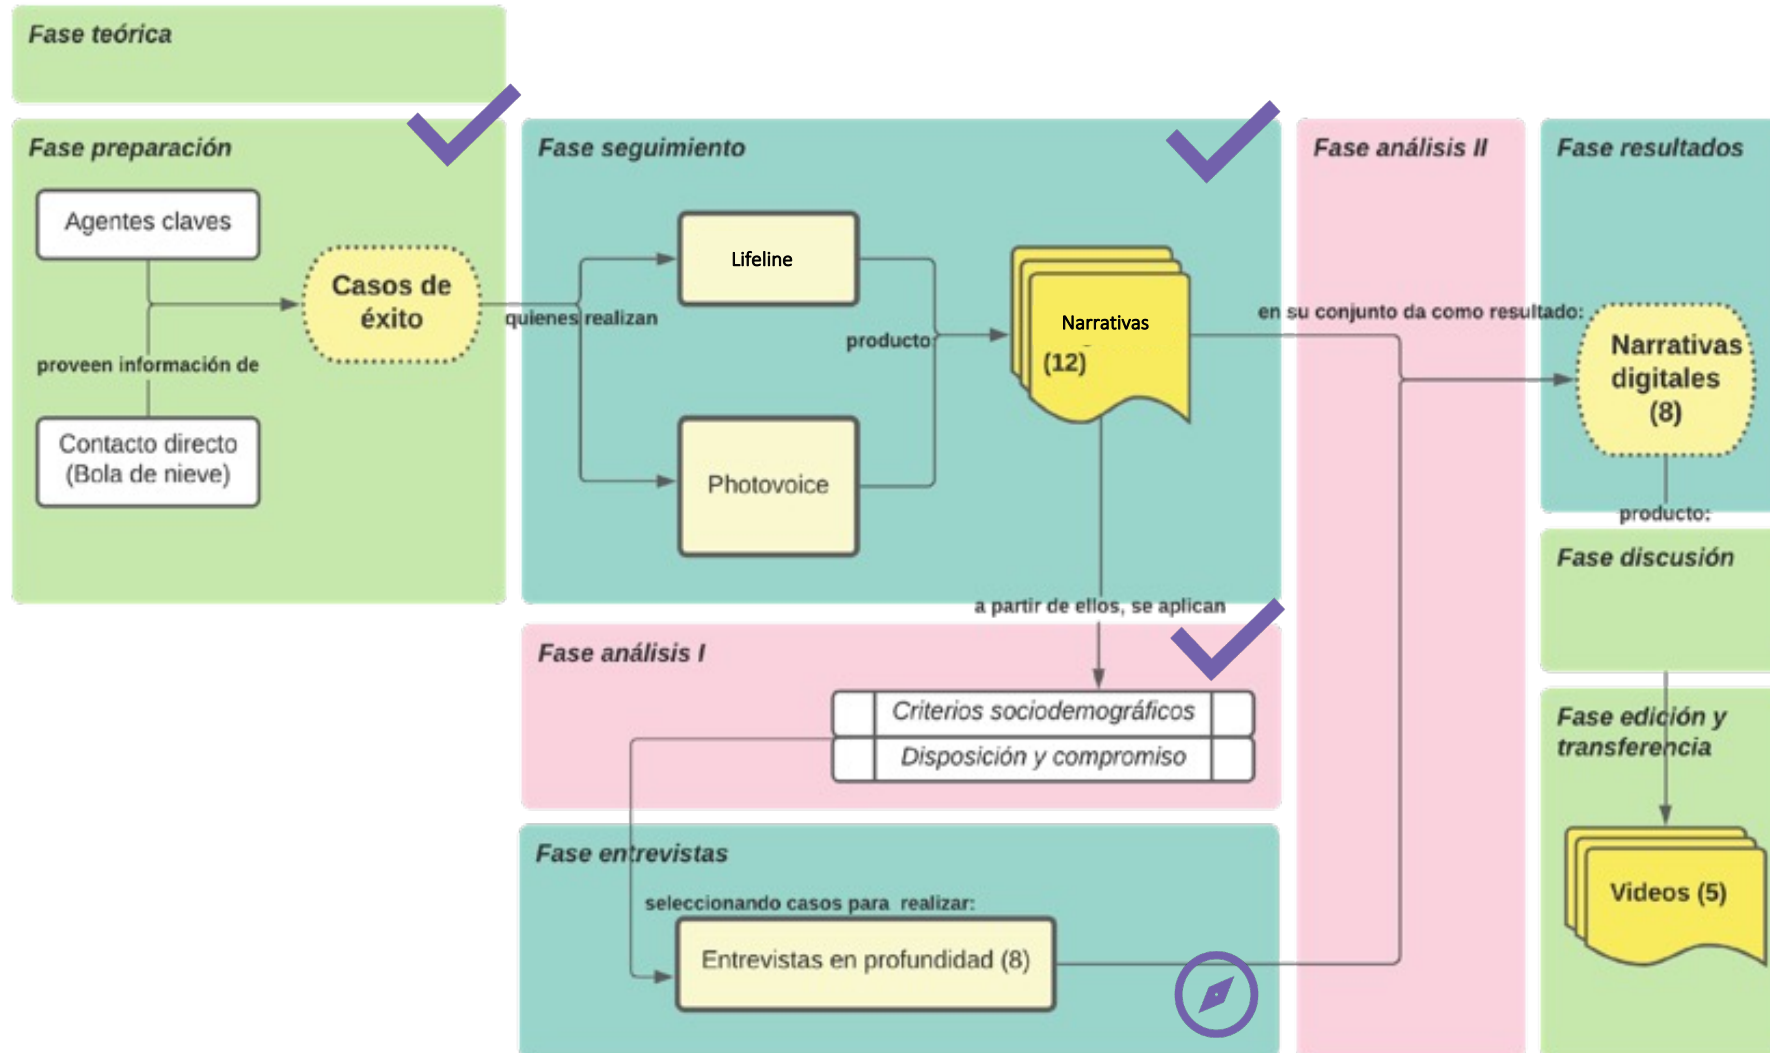 Fase teórica
Fase preparación
Agentes claves
Casos de
éxito
proveen información de
Contacto directo
(Bola de nieve)
Fase seguimiento
quienes realizan
Lifeline
Photovoice
producto:
Narrativas
(12)
a partir de ellos, se aplican
Fase análisis I
Criterios sociodemográficos
Disposición y compromiso
Fase entrevistas
seleccionando casos para realizar:
Entrevistas en profundidad (8)
Fase análisis II
en su conjunto da como resultado:
Fase resultados
Narrativas
digitales
(8)
producto:
Fase discusión
Fase edición y
transferencia
Videos (5)